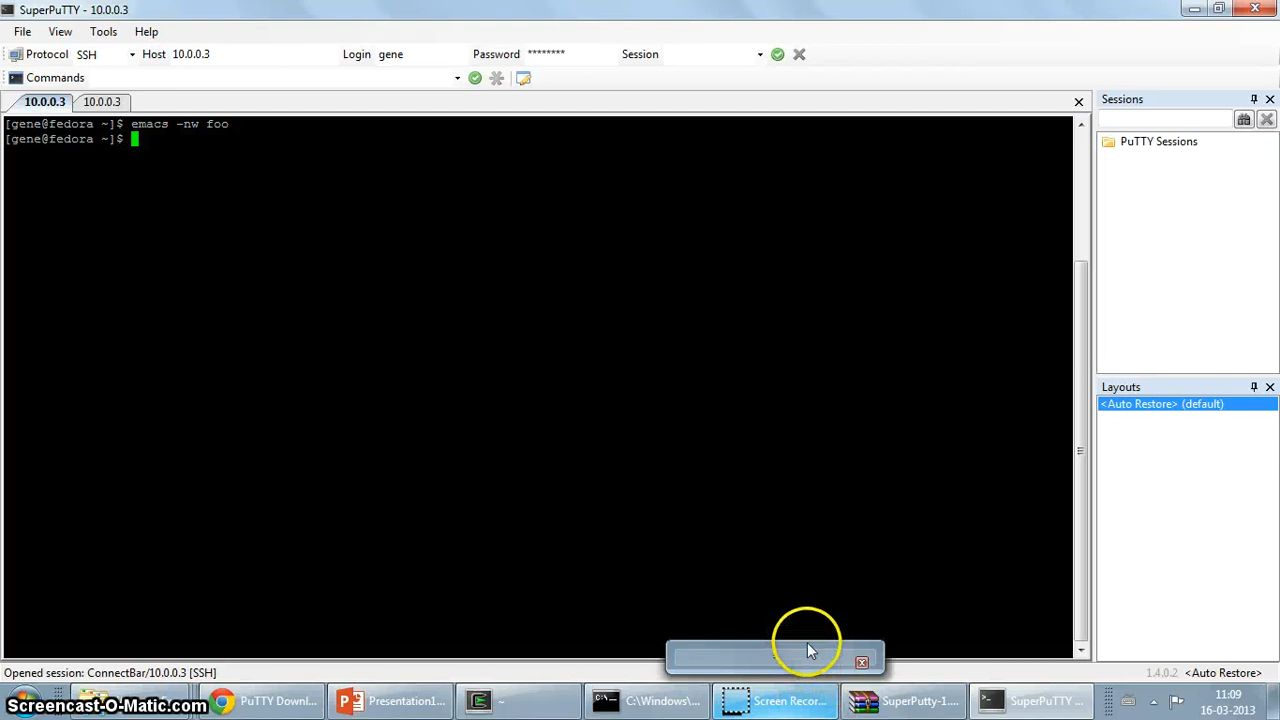 SuperPuTTY - 10.0.0.3
File View Tools Help
Protocol SSH Host 10.0.0.3 Login gene Password ******** Session
Commands
10.0.0.3 10.0.0.3
[gene@fedora ~]$ emacs -nw foo
[gene@fedora ~]$
Sessions
PuTTY Sessions
Layouts
<Auto Restore> (default)
Opened session: ConnectBar/10.0.0.3 [SSH]
1.4.0.2 <Auto Restore>
PuTTY Downl... Presentation1... ~ C:\Windows\... Screen Recor... SuperPutty-1.... SuperPuTTY ... 11:09
16-03-2013
Screencast-O-Matic.com